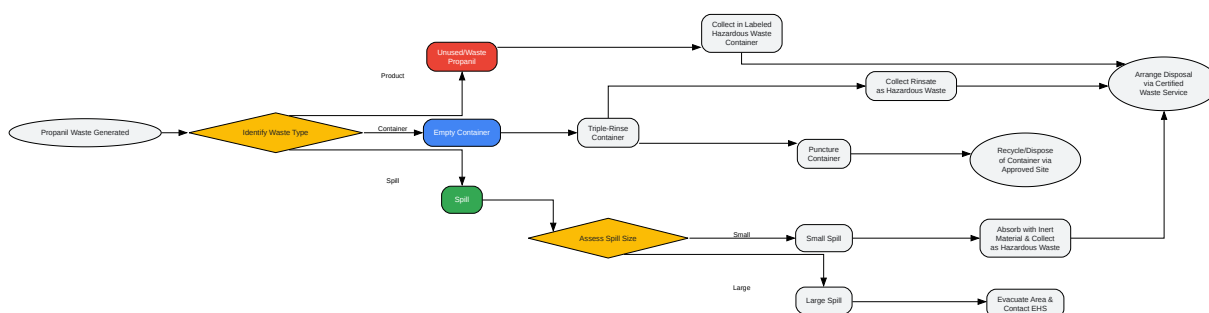 Collect in Labeled
Hazardous Waste
Container
Unused/Waste
Propanil
Product
Arrange Disposal
via Certified
Waste Service
Collect Rinsate
as Hazardous Waste
Propanil Waste Generated
Identify Waste Type
Container
Empty Container
Triple-Rinse
Container
Puncture
Container
Recycle/Dispose
of Container via
Approved Site
Spill
Spill
Assess Spill Size
Small
Small Spill
Absorb with Inert
Material & Collect
as Hazardous Waste
Large
Large Spill
Evacuate Area &
Contact EHS